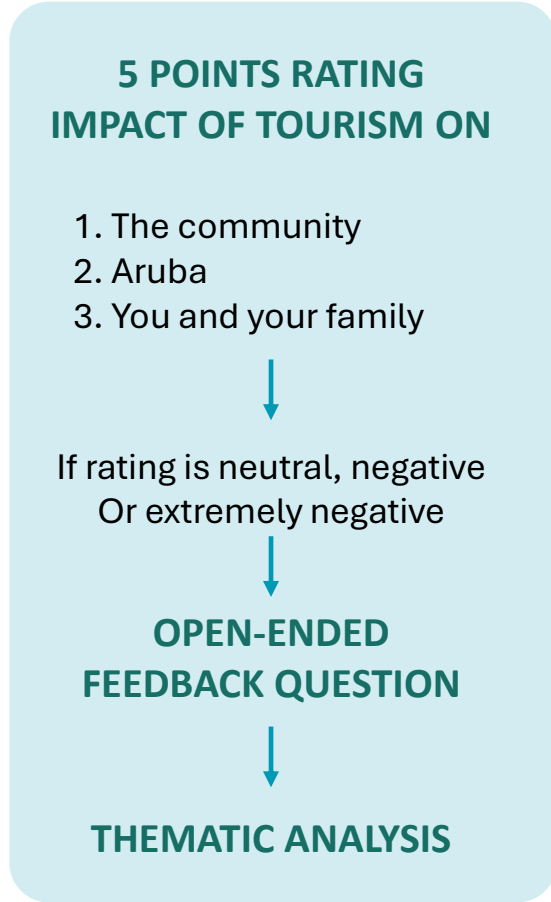 5 POINTS RATING
IMPACT OF TOURISM ON
1. The community
2. Aruba
3. You and your family
If rating is neutral, negative
Or extremely negative
OPEN-ENDED
FEEDBACK QUESTION
THEMATIC ANALYSIS